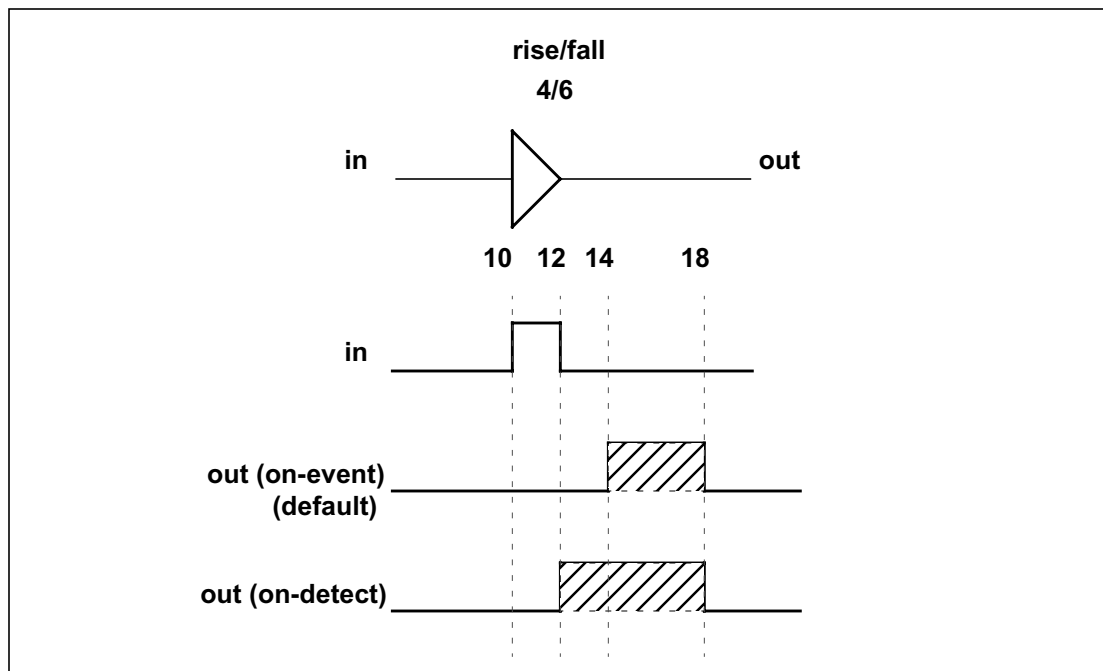 rise/fall
4/6
in
out
10 12 14 18
in
out (on-event)
(default)
out (on-detect)